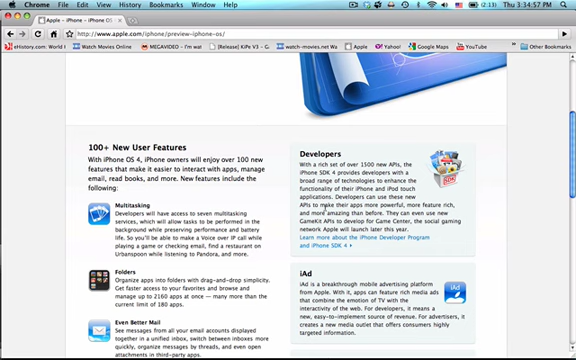 Chrome File Edit View History Bookmarks Window Help
(2:13) Thu 3:34:57 PM
Apple - iPhone - iPhone OS
http://www.apple.com/iphone/preview-iphone-os/
eHistory.com: World Watch Movies Online MEGAVIDEO - I'm wat [Release] KiPe V3 - G watch-movies.net Wa Apple Yahoo! Google Maps YouTube Other Bookmarks
100+ New User Features
With iPhone OS 4, iPhone owners will enjoy over 100 new
features that make it easier to interact with apps, manage
email, read books, and more. New features include the
following:
Multitasking
Developers will have access to seven multitasking
services, which will allow tasks to be performed in the
background while preserving performance and battery
life. So you'll be able to make a Voice over IP call while
playing a game or checking email, find a restaurant on
Urbanspoon while listening to Pandora, and more.
Folders
Organize apps into folders with drag-and-drop simplicity.
Get faster access to your favorites and browse and
manage up to 2160 apps at once — many more than the
current limit of 180 apps.
Even Better Mail
See messages from all your email accounts displayed
together in a unified inbox, switch between inboxes more
quickly, organize messages by threads, and even open
attachments in third-party apps.
Developers
With a rich set of over 1500 new APIs, the
iPhone SDK 4 provides developers with a
broad range of technologies to enhance the
functionality of their iPhone and iPod touch
applications. Developers can use these new
APIs to make their apps more powerful, more feature rich,
and more amazing than before. They can even use new
GameKit APIs to develop for Game Center, the social gaming
network Apple will launch later this year.
Learn more about the iPhone Developer Program
and iPhone SDK 4
SDK
iAd
iAd is a breakthrough mobile advertising platform
from Apple. With it, apps can feature rich media ads
that combine the emotion of TV with the
interactivity of the web. For developers, it means a
new, easy-to-implement source of revenue. For advertisers, it
creates a new media outlet that offers consumers highly
targeted information.